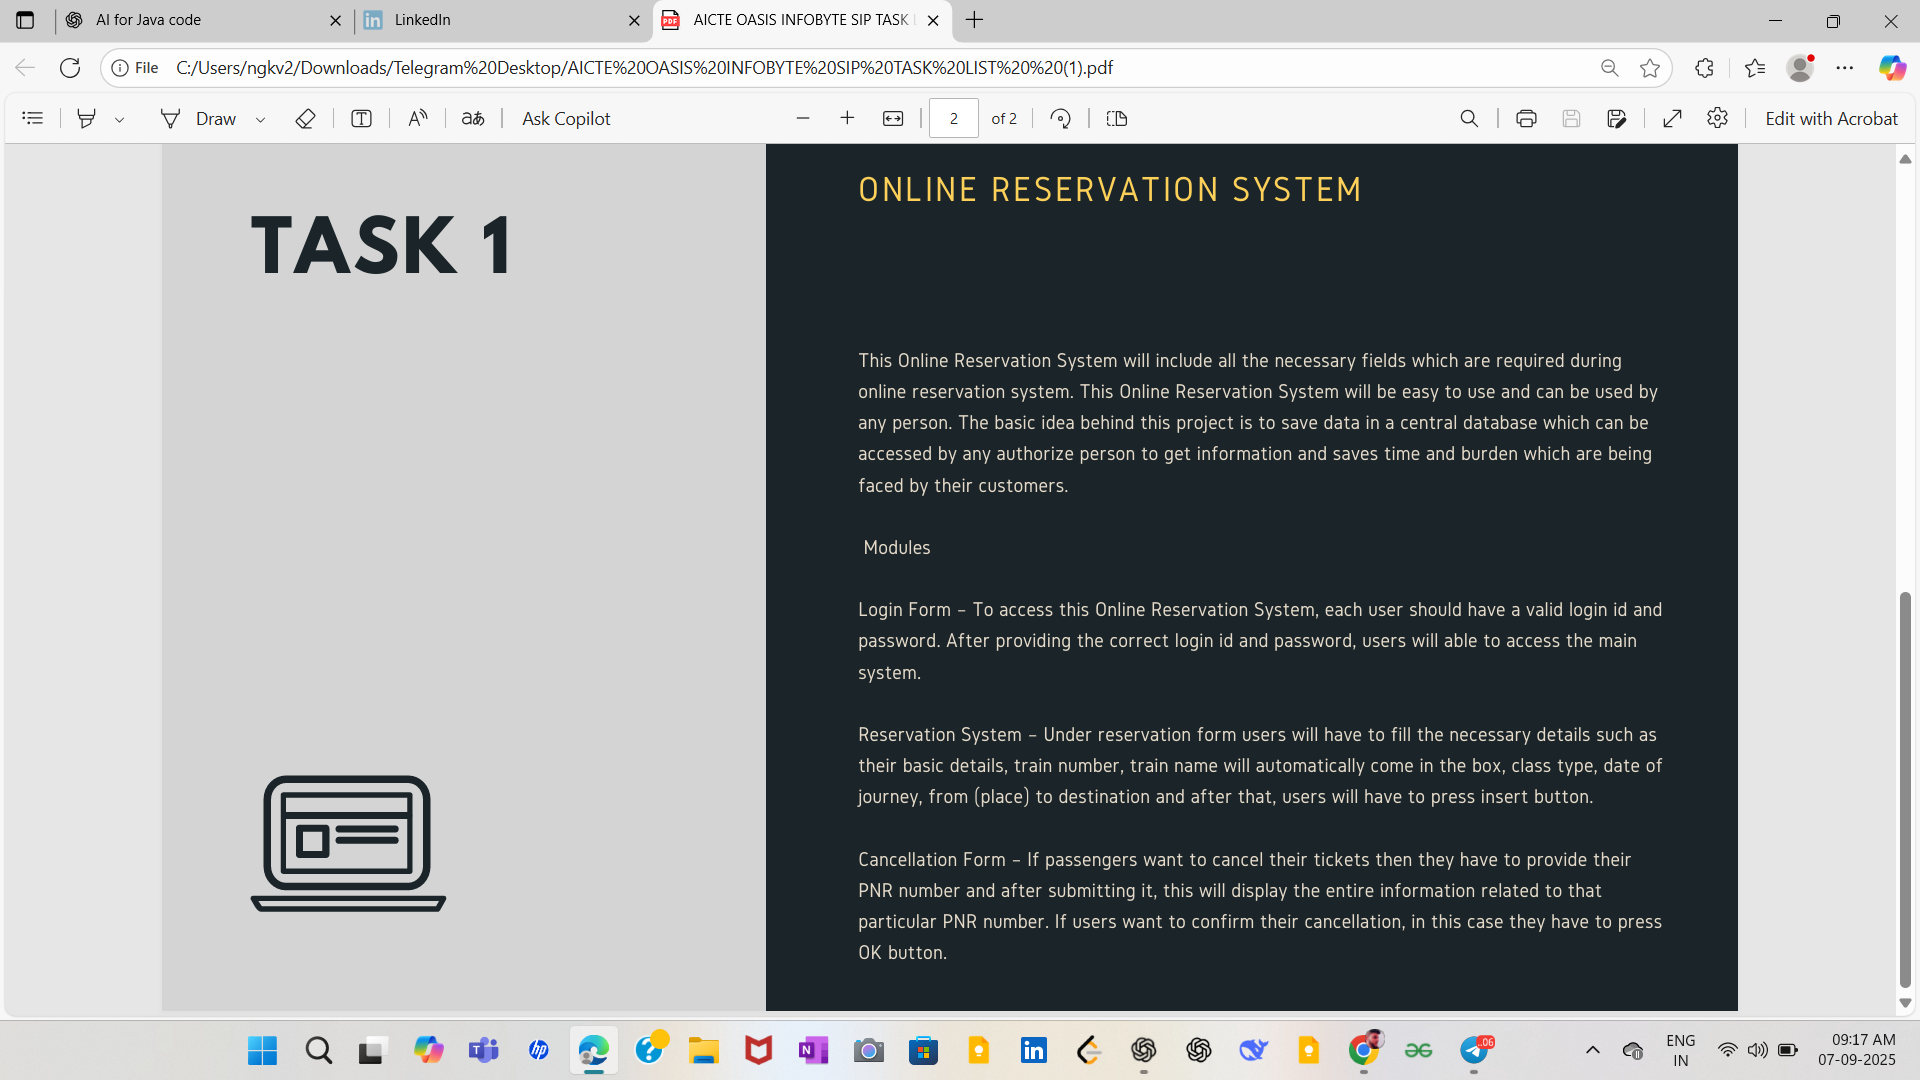 AI for Java code
LinkedIn
AICTE OASIS INFOBYTE SIP TASK
File
C:/Users/ngkv2/Downloads/Telegram%20Desktop/AICTE%20OASIS%20INFOBYTE%20SIP%20TASK%20LIST%20%20(1).pdf
Draw
Ask Copilot
2
of 2
Edit with Acrobat
TASK 1
ONLINE RESERVATION SYSTEM
This Online Reservation System will include all the necessary fields which are required during
online reservation system. This Online Reservation System will be easy to use and can be used by
any person. The basic idea behind this project is to save data in a central database which can be
accessed by any authorize person to get information and saves time and burden which are being
faced by their customers.
Modules
Login Form – To access this Online Reservation System, each user should have a valid login id and
password. After providing the correct login id and password, users will able to access the main
system.
Reservation System – Under reservation form users will have to fill the necessary details such as
their basic details, train number, train name will automatically come in the box, class type, date of
journey, from (place) to destination and after that, users will have to press insert button.
Cancellation Form – If passengers want to cancel their tickets then they have to provide their
PNR number and after submitting it, this will display the entire information related to that
particular PNR number. If users want to confirm their cancellation, in this case they have to press
OK button.
ENG
IN
09:17 AM
07-09-2025